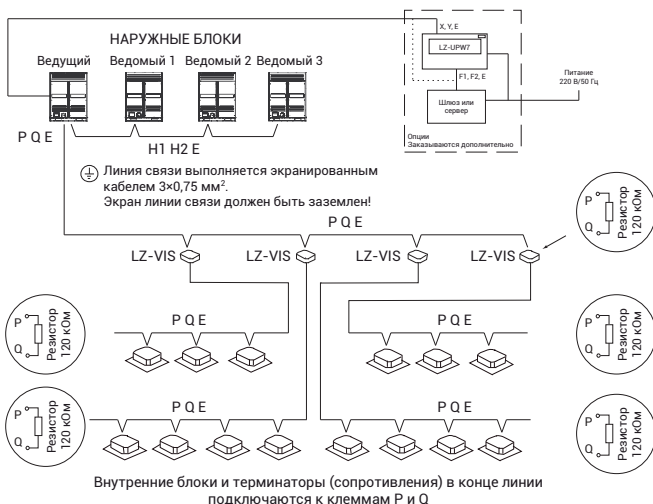 НАРУЖНЫЕ БЛОКИ
Ведущий
Ведомый 1
Ведомый 2
Ведомый 3
X, Y, E
LZ-UPW7
F1, F2, E
Шлюз или
сервер
Опции
Заказываются дополнительно
Питание
220 В/50 Гц
P Q E
H1 H2 E
Линия связи выполняется экранированным
кабелем 3×0,75 мм².
Экран линии связи должен быть заземлен!
P Q E
LZ-VIS
LZ-VIS
LZ-VIS
LZ-VIS
P
Q
Резистор
120 кОм
P Q E
P Q E
P
Q
Резистор
120 кОм
P
Q
Резистор
120 кОм
P Q E
P Q E
P
Q
Резистор
120 кОм
P
Q
Резистор
120 кОм
Внутренние блоки и терминаторы (сопротивления) в конце линии
подключаются к клеммам P и Q